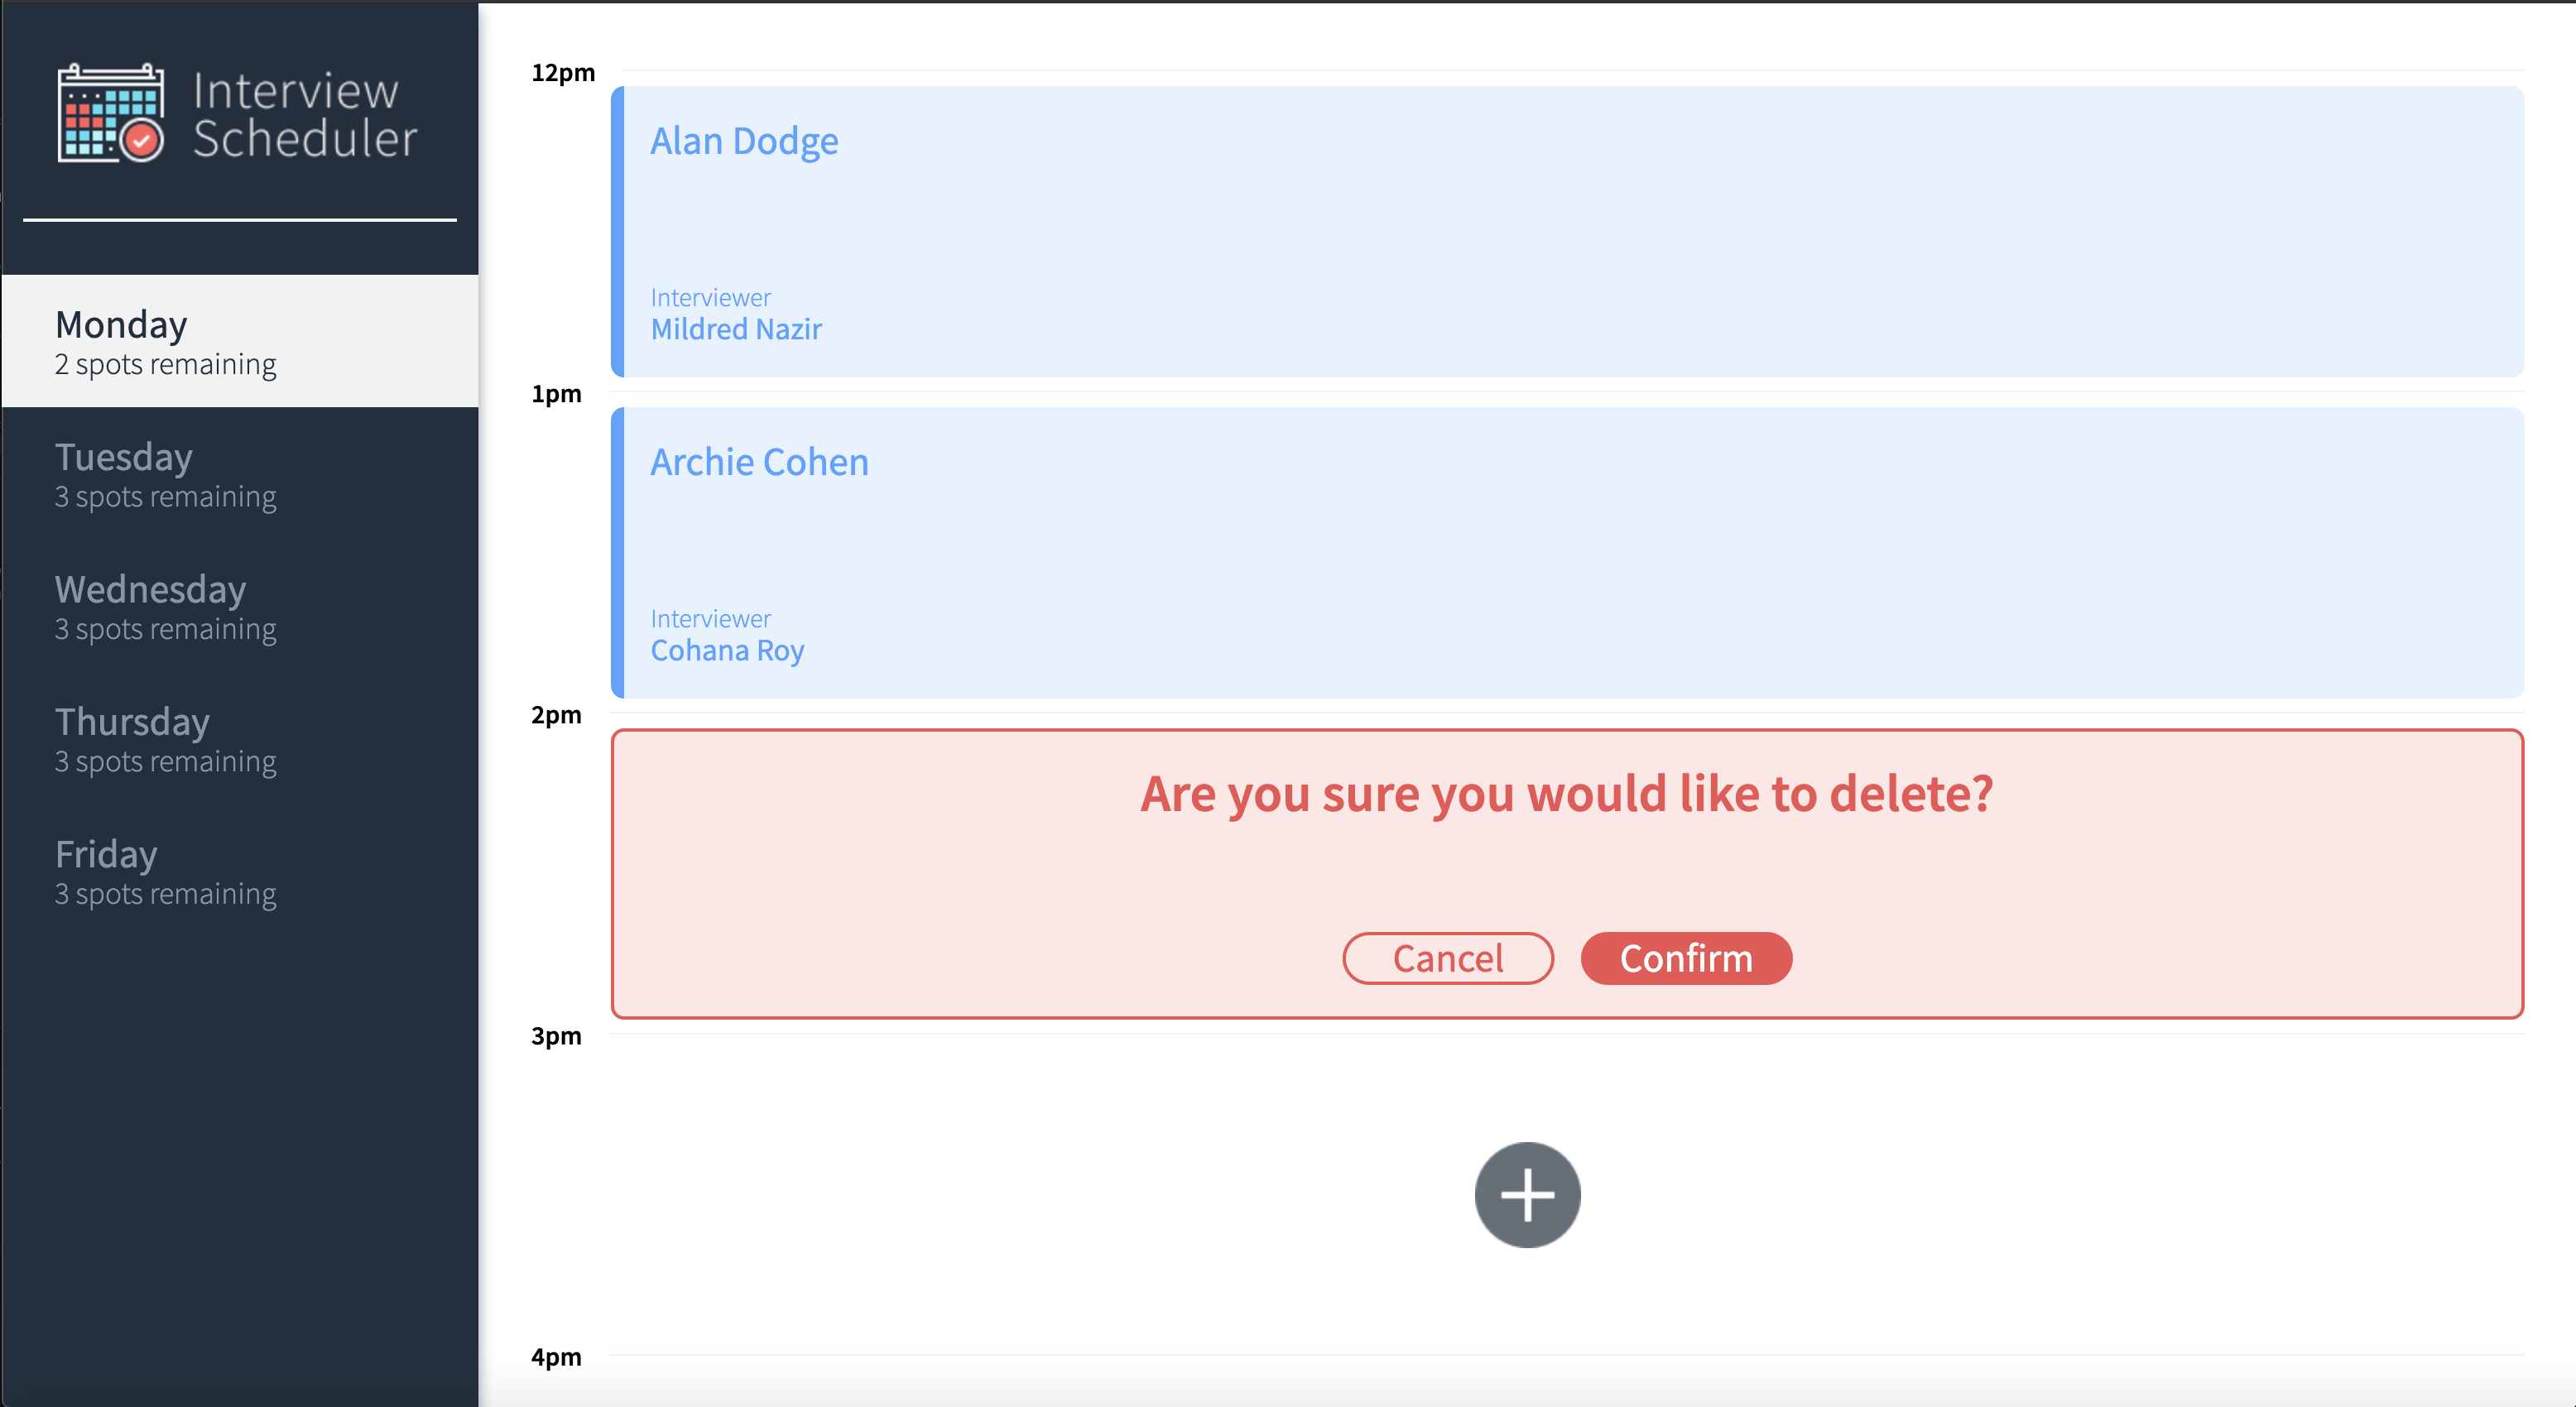 Interview
Scheduler
Monday
2 spots remaining
Tuesday
3 spots remaining
Wednesday
3 spots remaining
Thursday
3 spots remaining
Friday
3 spots remaining
12pm
Alan Dodge
Interviewer
Mildred Nazir
1pm
Archie Cohen
Interviewer
Cohana Roy
2pm
Are you sure you would like to delete?
Cancel Confirm
3pm
4pm